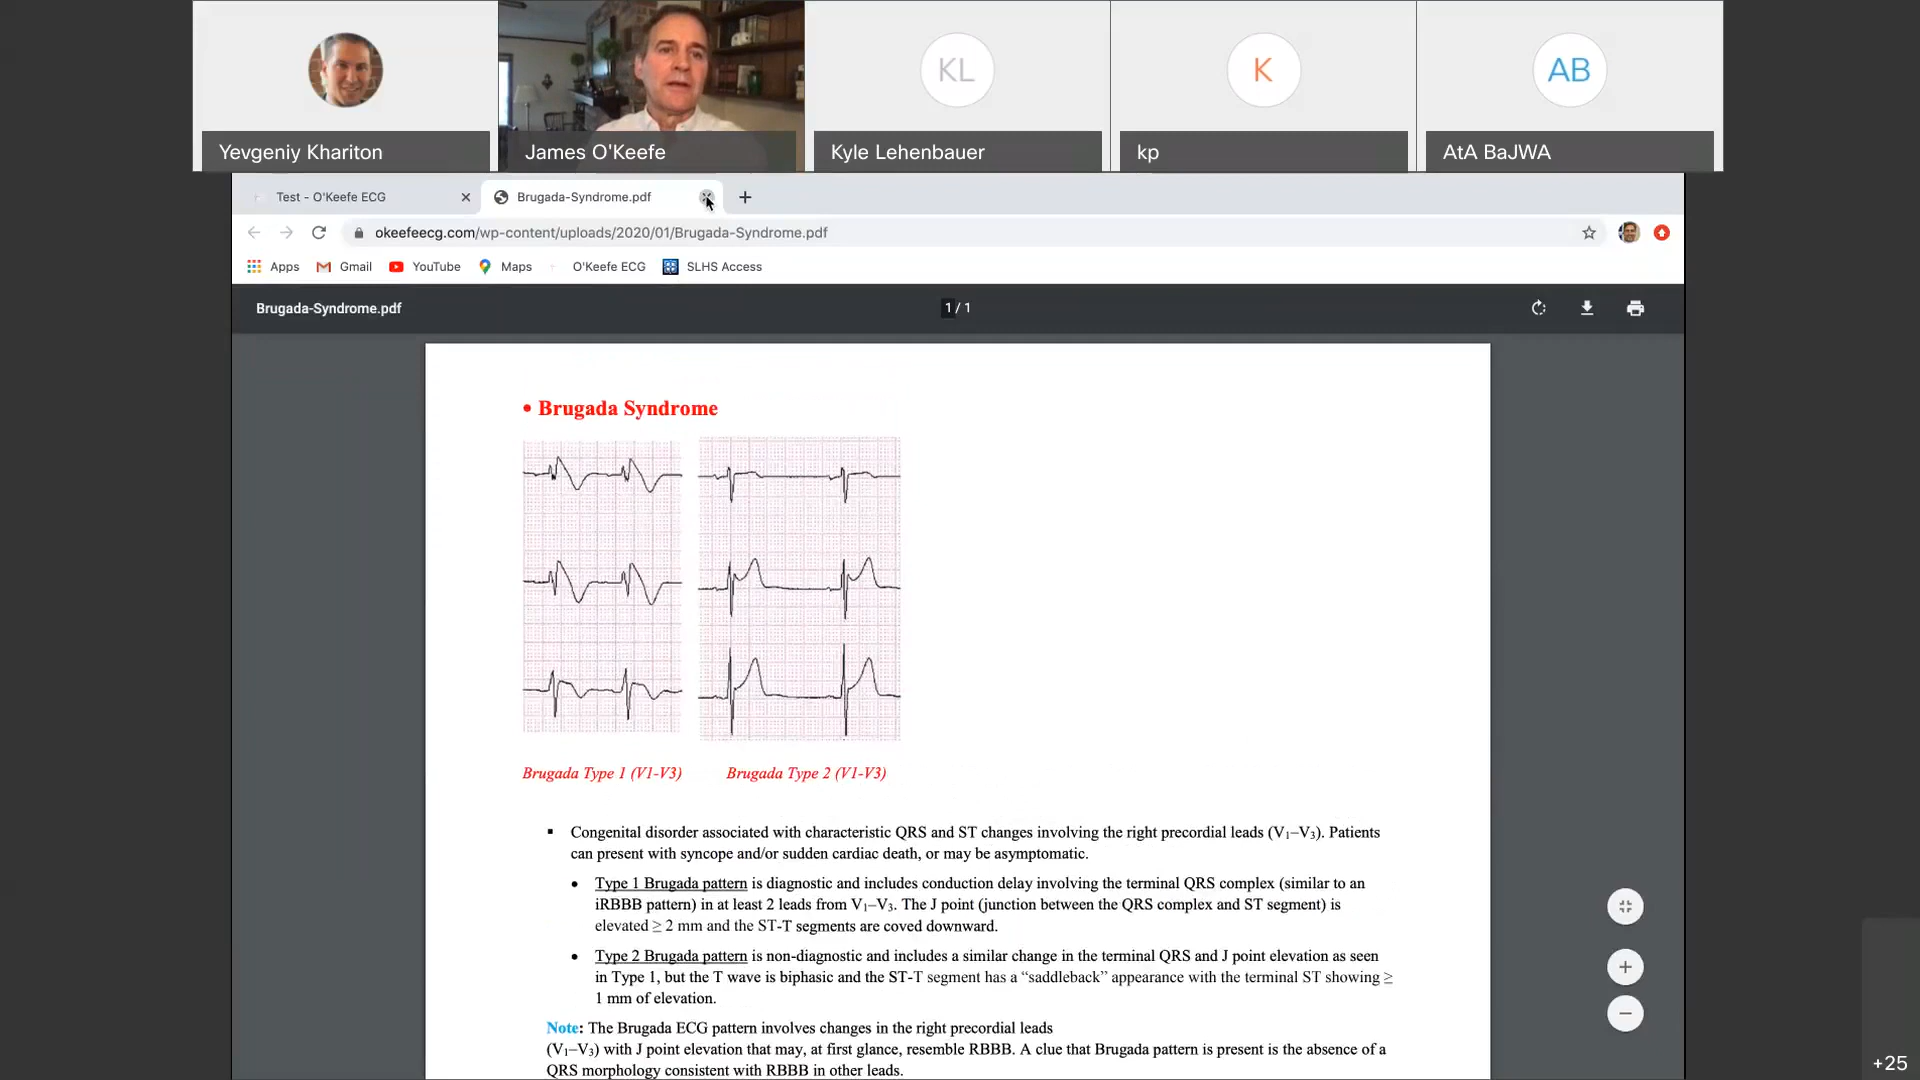 KL
K
AB
Yevgeniy Khariton
James O'Keefe
Kyle Lehenbauer
kp
AtA BaJWA
Test - O'Keefe ECG
Brugada-Syndrome.pdf
okeefeecg.com/wp-content/uploads/2020/01/Brugada-Syndrome.pdf
Apps
Gmail
YouTube
Maps
O'Keefe ECG
SLHS Access
Brugada-Syndrome.pdf
1 / 1
• Brugada Syndrome
Brugada Type 1 (V1-V3)
Brugada Type 2 (V1-V3)
▪ Congenital disorder associated with characteristic QRS and ST changes involving the right precordial leads (V₁–V₃). Patients
can present with syncope and/or sudden cardiac death, or may be asymptomatic.
• Type 1 Brugada pattern is diagnostic and includes conduction delay involving the terminal QRS complex (similar to an
iRBBB pattern) in at least 2 leads from V₁–V₃. The J point (junction between the QRS complex and ST segment) is
elevated ≥ 2 mm and the ST-T segments are coved downward.
• Type 2 Brugada pattern is non-diagnostic and includes a similar change in the terminal QRS and J point elevation as seen
in Type 1, but the T wave is biphasic and the ST-T segment has a “saddleback” appearance with the terminal ST showing ≥
1 mm of elevation.
Note: The Brugada ECG pattern involves changes in the right precordial leads
(V₁–V₃) with J point elevation that may, at first glance, resemble RBBB. A clue that Brugada pattern is present is the absence of a
QRS morphology consistent with RBBB in other leads.
+25